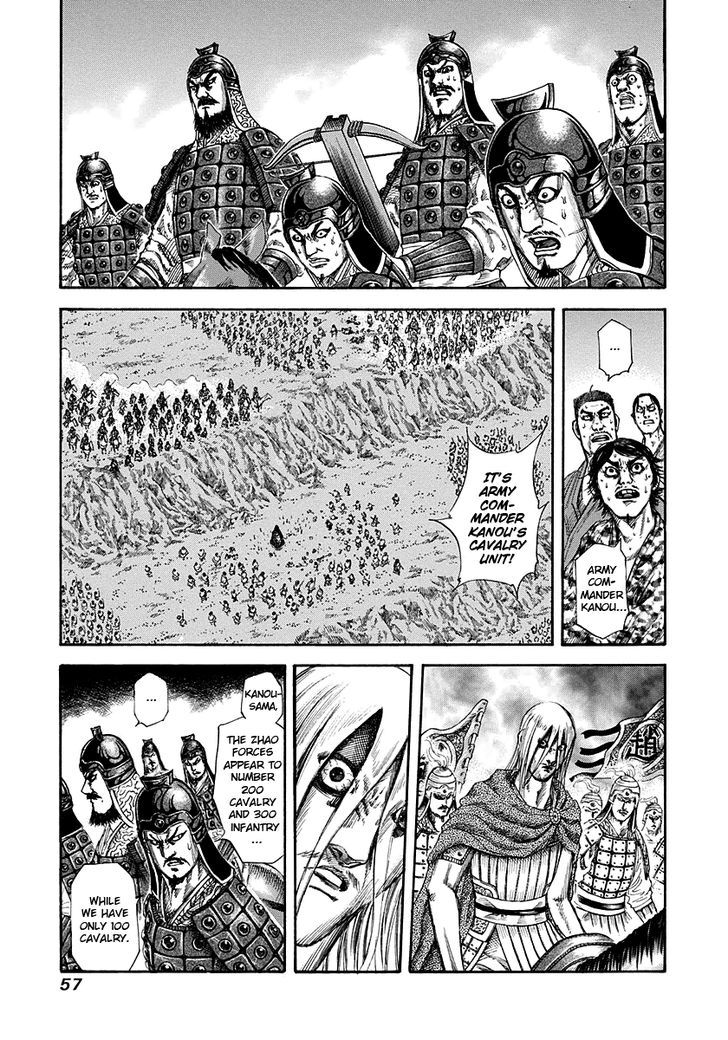 ...
ARMY
COM-
MANDER
KANOU...
IT'S
ARMY
COM-
MANDER
KANOU'S
CAVALRY
UNIT!
趙
KANOU-
SAMA,
THE ZHAO
FORCES
APPEAR TO
NUMBER
200
CAVALRY
AND 300
INFANTRY
...
...
WHILE
WE HAVE
ONLY 100
CAVALRY.
57